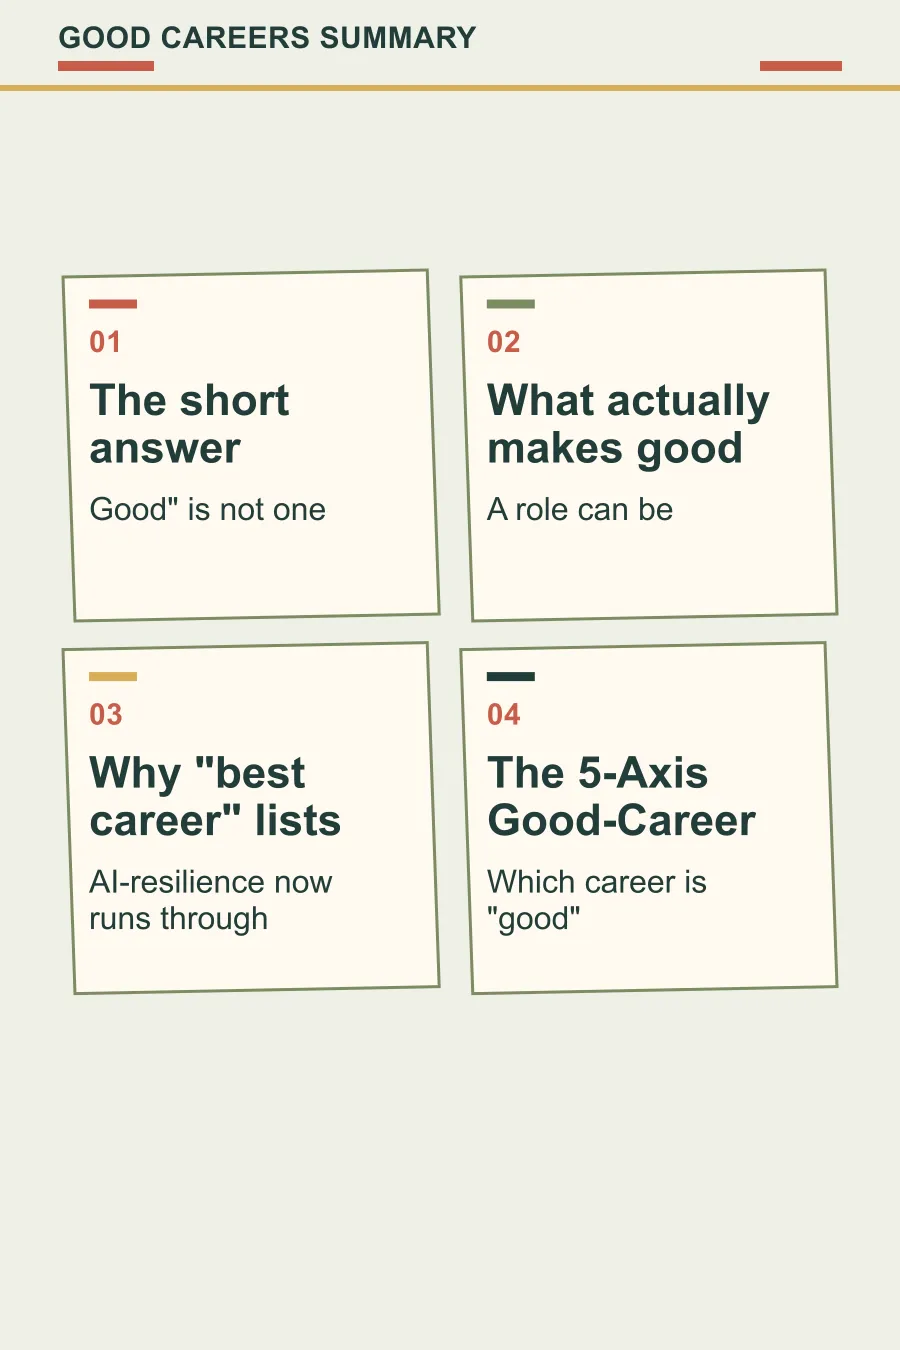 GOOD CAREERS SUMMARY
01
The short
answer
Good" is not one
02
What actually
makes good
A role can be
03
Why "best
career" lists
AI-resilience now
runs through
04
The 5-Axis
Good-Career
Which career is
"good"